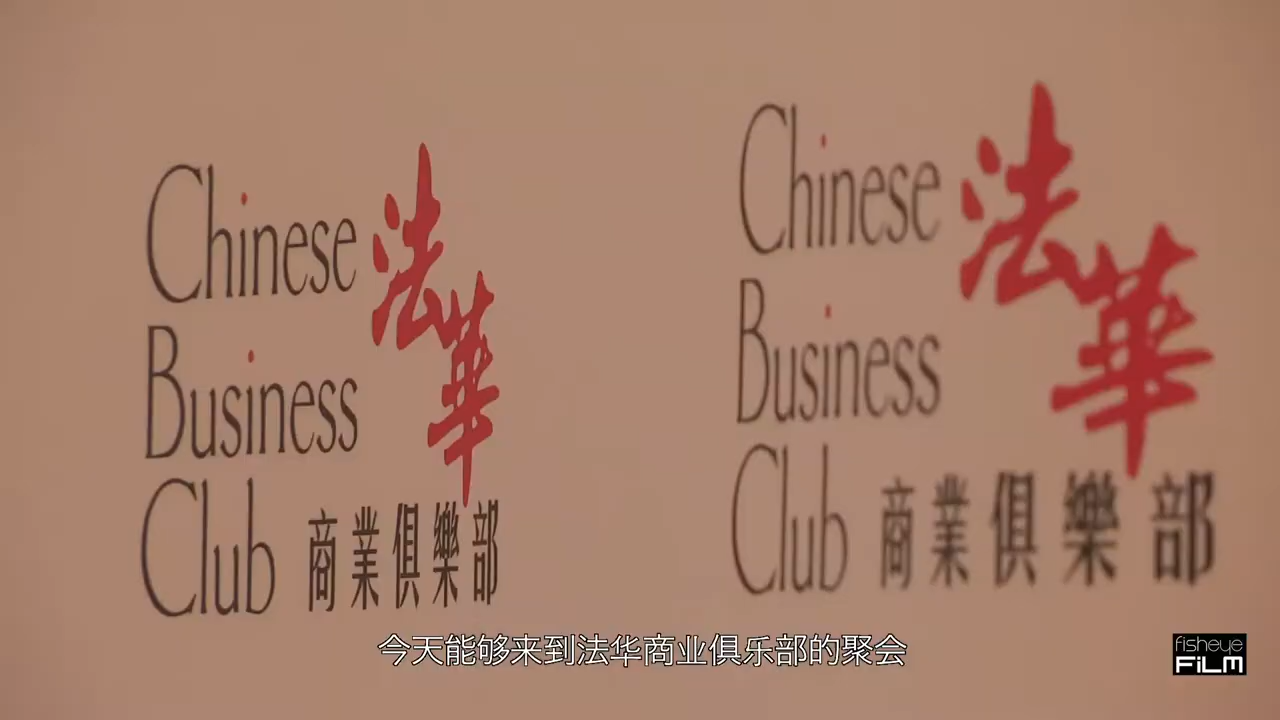 Chinese
Business
Club
法華
商業俱樂部
Chinese
Business
Club
法華
商業俱樂部
今天能够来到法华商业俱乐部的聚会
fisheye
FiLM